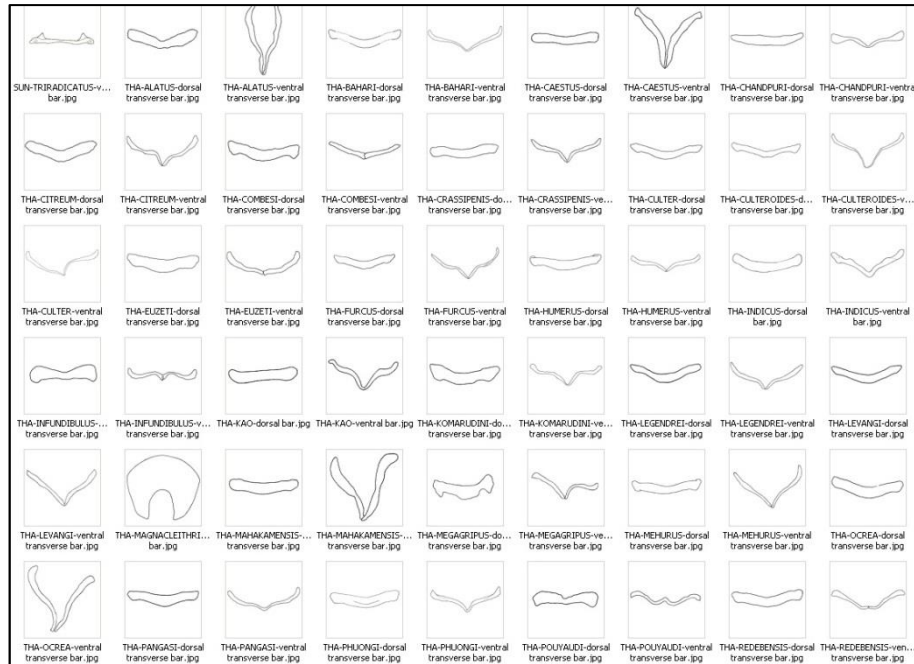 SUN-TRIRADICATUS-v... THA-ALATUS-dorsal THA-ALATUS-ventral THA-BAHARI-dorsal THA-BAHARI-ventral THA-CAESTUS-dorsal THA-CAESTUS-ventral THA-CHANDPURI-dorsal THA-CHANDPURI-ventral
bar.jpg transverse bar.jpg transverse bar.jpg transverse bar.jpg transverse bar.jpg transverse bar.jpg transverse bar.jpg transverse bar.jpg transverse bar.jpg
THA-CITREUM-dorsal THA-CITREUM-ventral THA-COMBESI-dorsal THA-COMBESI-ventral THA-CRASSIPENIS-do... THA-CRASSIPENIS-ve... THA-CULTER-dorsal THA-CULTEROIDES-d... THA-CULTEROIDES-v...
transverse bar.jpg transverse bar.jpg transverse bar.jpg transverse bar.jpg transverse bar.jpg transverse bar.jpg transverse bar.jpg transverse bar.jpg transverse bar.jpg
THA-CULTER-ventral THA-EUZETI-dorsal THA-EUZETI-ventral THA-FURCUS-dorsal THA-FURCUS-ventral THA-HUMERUS-dorsal THA-HUMERUS-ventral THA-INDICUS-dorsal THA-INDICUS-ventral
transverse bar.jpg transverse bar.jpg transverse bar.jpg transverse bar.jpg transverse bar.jpg transverse bar.jpg transverse bar.jpg bar.jpg transverse bar.jpg
THA-INFUNDIBULUS-... THA-INFUNDIBULUS-v... THA-KAO-dorsal bar.jpg THA-KAO-ventral bar.jpg THA-KOMARUDINI-do... THA-KOMARUDINI-ve... THA-LEGENDREI-dorsal THA-LEGENDREI-ventral THA-LEVANGI-dorsal
transverse bar.jpg transverse bar.jpg transverse bar.jpg transverse bar.jpg transverse bar.jpg transverse bar.jpg transverse bar.jpg
THA-LEVANGI-ventral THA-MAGNACLEITHRI... THA-MAHAKAMENSIS-... THA-MAHAKAMENSIS-... THA-MEGAGRIPUS-do... THA-MEGAGRIPUS-ve... THA-MEHURUS-dorsal THA-MEHURUS-ventral THA-OCREA-dorsal
transverse bar.jpg bar.jpg transverse bar.jpg transverse bar.jpg transverse bar.jpg transverse bar.jpg transverse bar.jpg transverse bar.jpg transverse bar.jpg
THA-OCREA-ventral THA-PANGASI-dorsal THA-PANGASI-ventral THA-PHUONGI-dorsal THA-PHUONGI-ventral THA-POUYAUDI-dorsal THA-POUYAUDI-ventral THA-REDEBENSIS-dorsal THA-REDEBENSIS-ven...
transverse bar.jpg transverse bar.jpg transverse bar.jpg transverse bar.jpg transverse bar.jpg transverse bar.jpg transverse bar.jpg transverse bar.jpg transverse bar.jpg